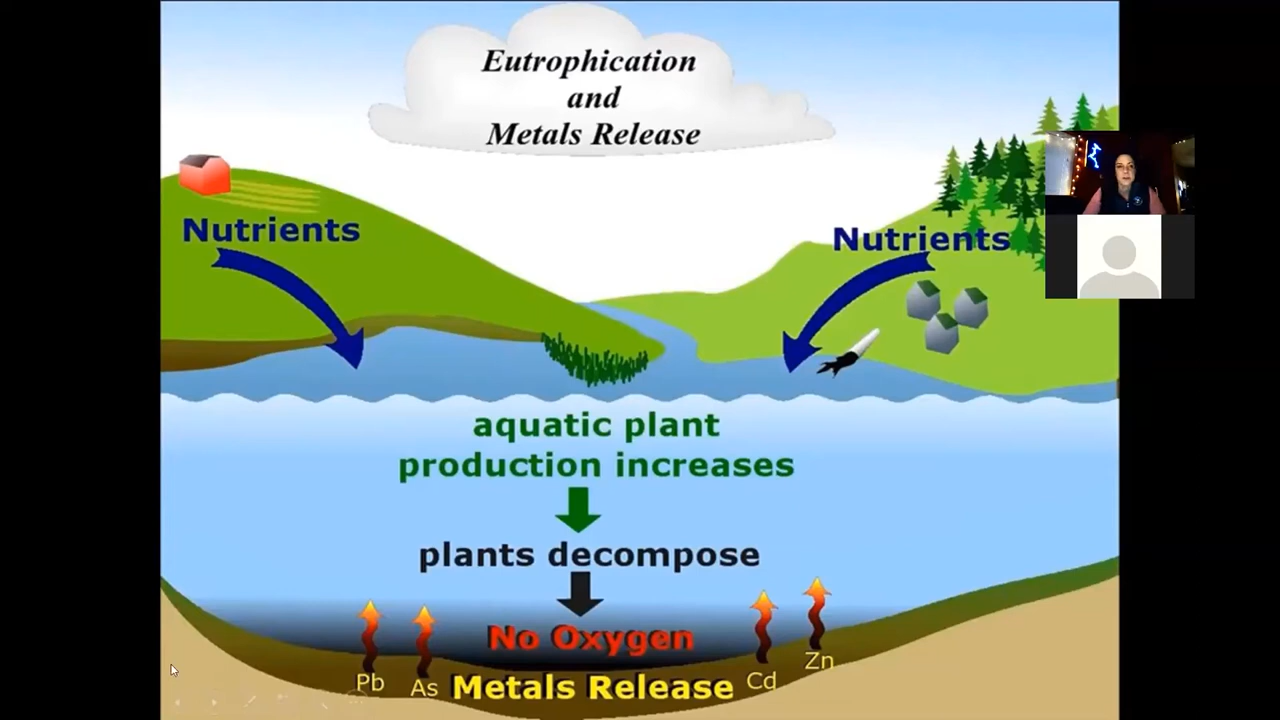 Eutrophication
and
Metals Release
Nutrients
Nutrients
aquatic plant
production increases
plants decompose
No Oxygen
Pb
As
Metals Release
Cd
Zn